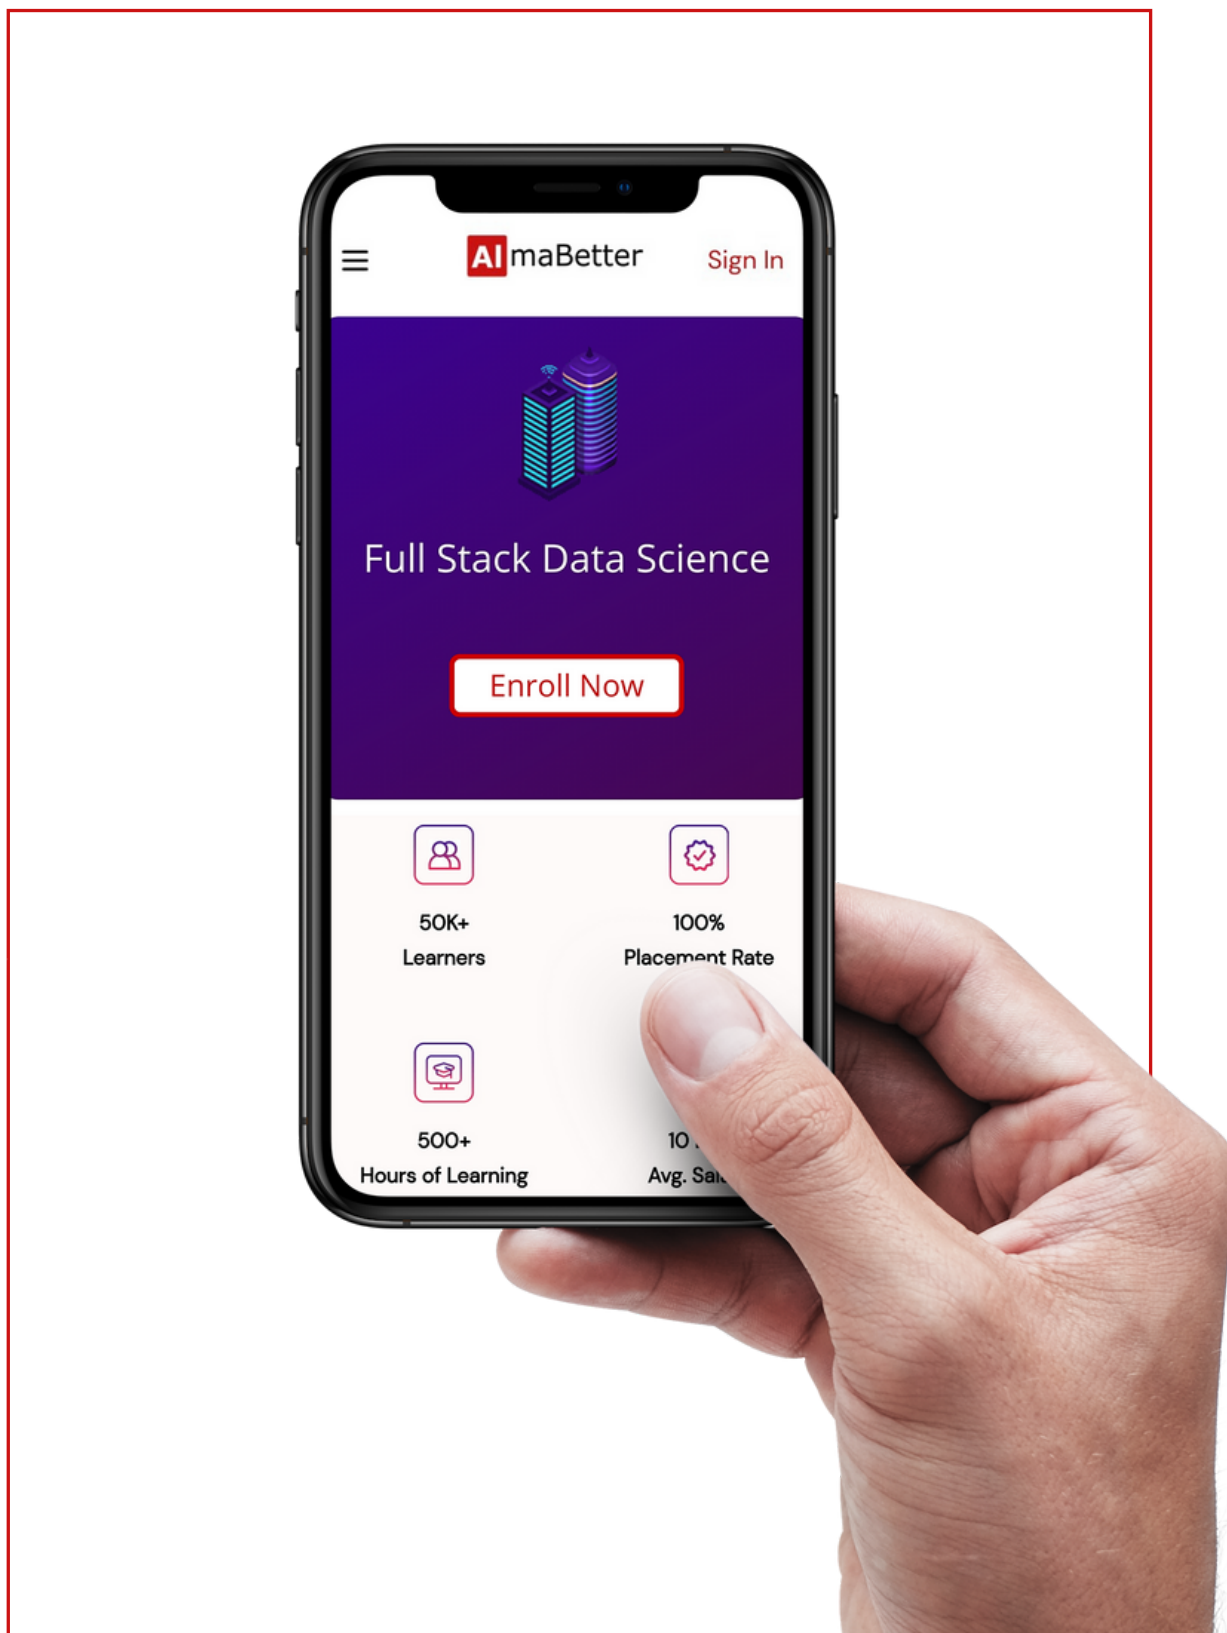 AlmaBetter
Sign In
Full Stack Data Science
Enroll Now
50K+
100%
Learners
Placement Rate
500+
10
Hours of Learning
Avg.